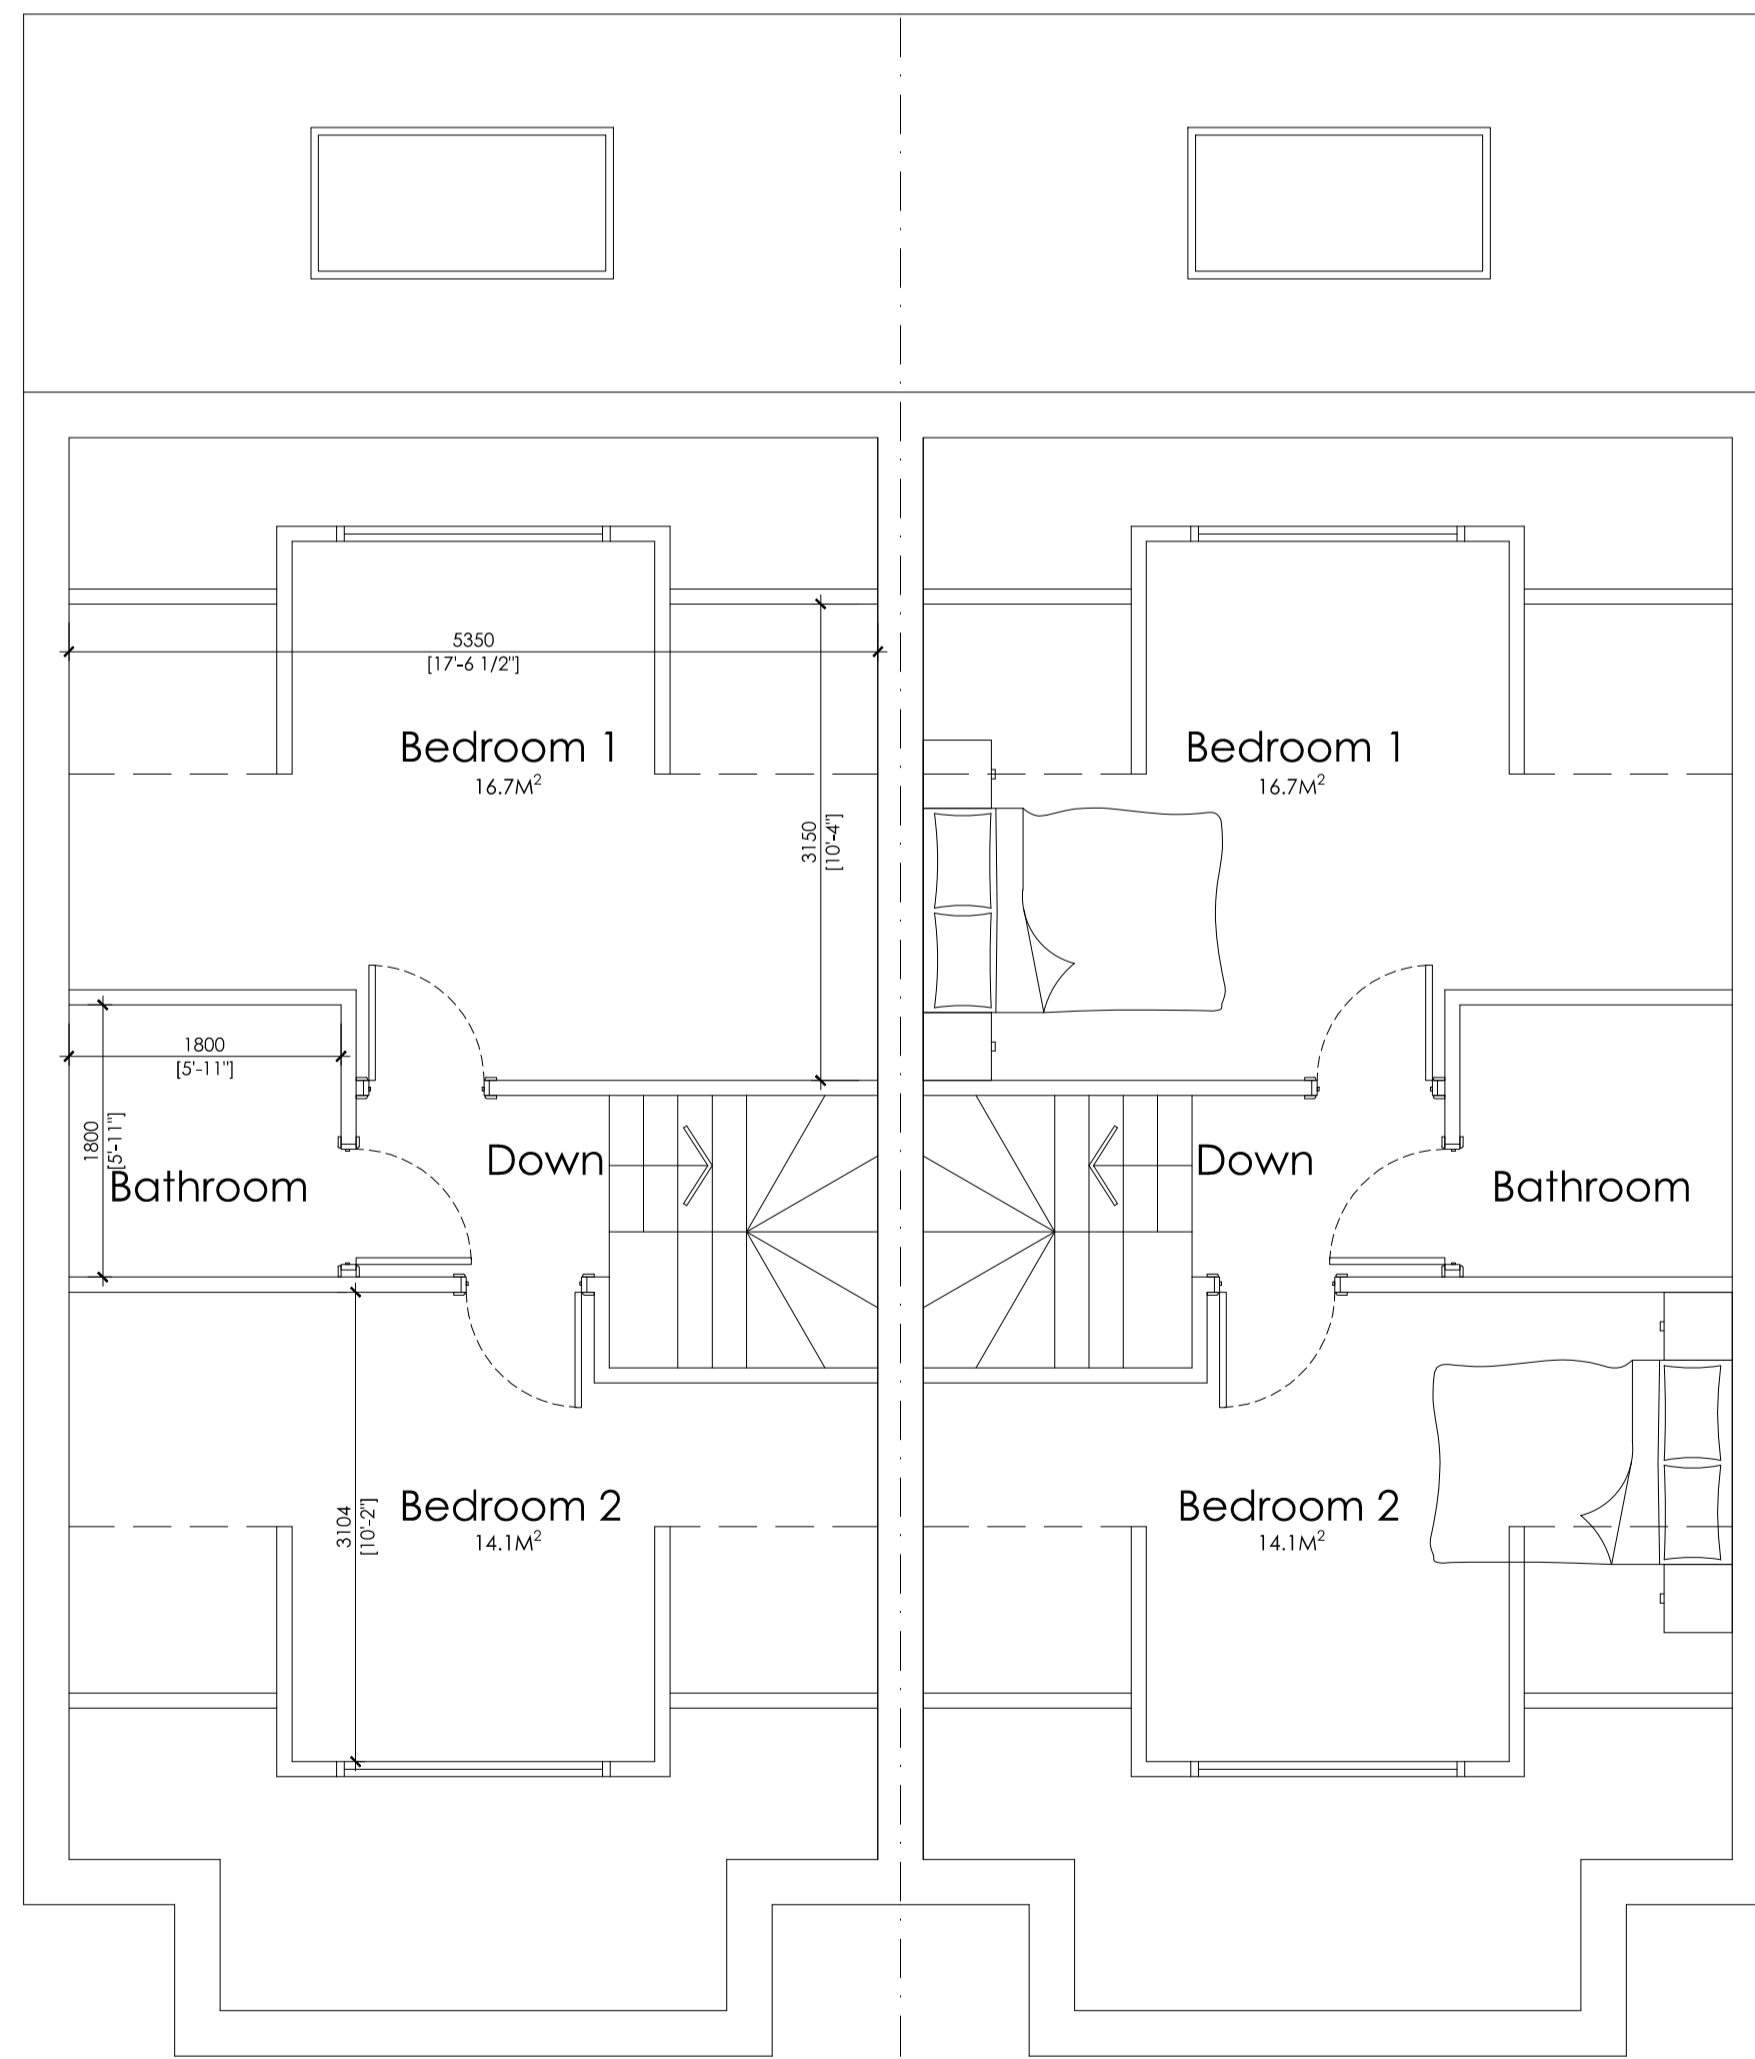 5350
[17'-6 1/2"]
Bedroom 1
16.7M²
3150
[10'-4"]
1800
[5'-11"]
1800
[5'-11"]
Bathroom
Down
3104
[10'-2"]
Bedroom 2
14.1M²
Bedroom 1
16.7M²
Down
Bathroom
Bedroom 2
14.1M²